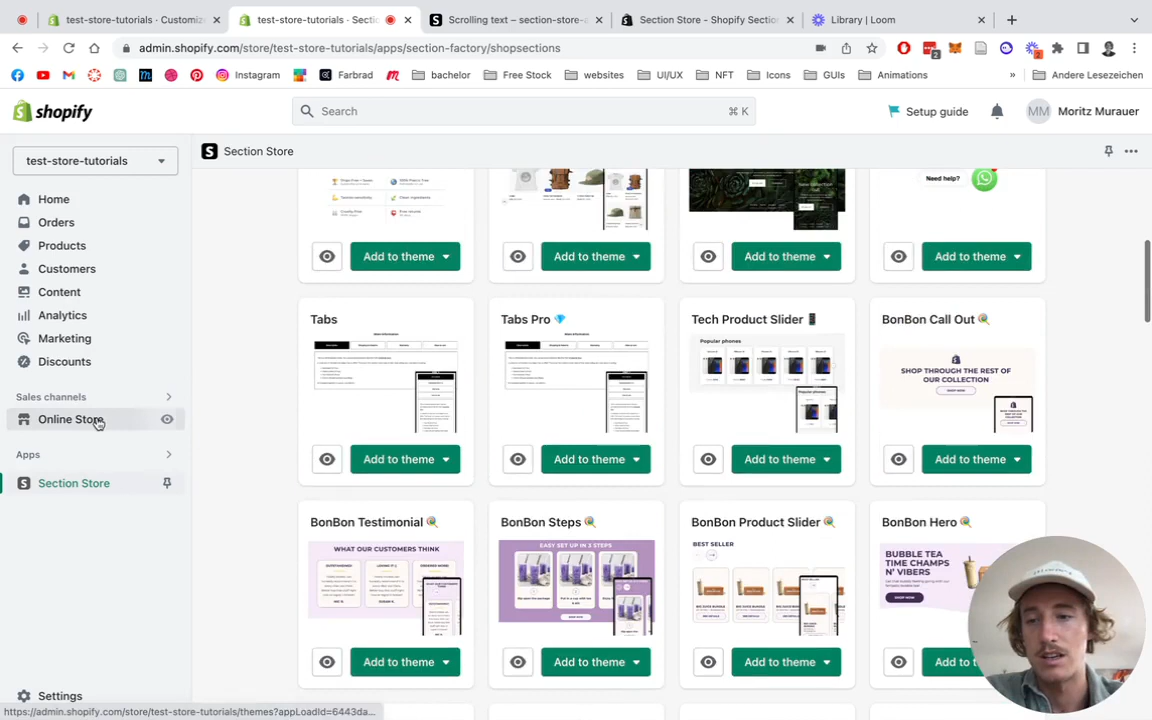 test-store-tutorials · Customize
test-store-tutorials · Secti
Scrolling text – section-store-
Section Store - Shopify Section
Library | Loom
admin.shopify.com/store/test-store-tutorials/apps/section-factory/shopsections
Instagram
Farbrad
bachelor
Free Stock
websites
UI/UX
NFT
Icons
GUIs
Animations
»
Andere Lesezeichen
shopify
Search
⌘ K
Setup guide
MM
Moritz Murauer
test-store-tutorials
Section Store
Home
Orders
Products
Customers
Content
Analytics
Marketing
Discounts
Sales channels
Online Store
Apps
Section Store
Settings
Need help?
Add to theme
Add to theme
Add to theme
Add to theme
Tabs
Tabs Pro 💎
Tech Product Slider 📱
BonBon Call Out 🍭
Popular phones
SHOP THROUGH THE REST OF
OUR COLLECTION
Add to theme
Add to theme
Add to theme
Add to theme
BonBon Testimonial 🍭
BonBon Steps 🍭
BonBon Product Slider 🍭
BonBon Hero 🍭
WHAT OUR CUSTOMERS THINK
EASY SET UP IN 3 STEPS
BEST SELLER
BUBBLE TEA
TIME CHAMPS
N' VIBERS
Add to theme
Add to theme
Add to theme
Add to
https://admin.shopify.com/store/test-store-tutorials/themes?appLoadId=6443da...